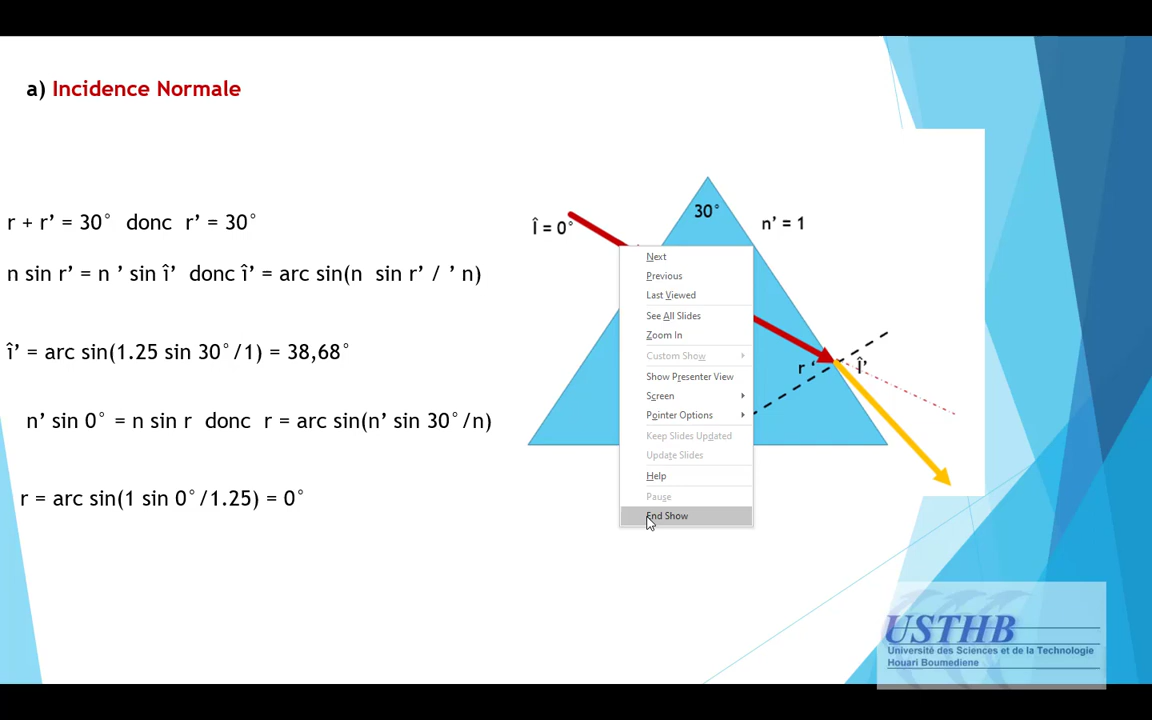 a) Incidence Normale
r + r’ = 30° donc r’ = 30°
n sin r’ = n ’ sin î’ donc î’ = arc sin(n sin r’ / ’ n)
î’ = arc sin(1.25 sin 30°/1) = 38,68°
n’ sin 0° = n sin r donc r = arc sin(n’ sin 30°/n)
r = arc sin(1 sin 0°/1.25) = 0°
30°
Î = 0°
n’ = 1
r ‘
Î’
Next
Previous
Last Viewed
See All Slides
Zoom In
Custom Show
Show Presenter View
Screen
Pointer Options
Keep Slides Updated
Update Slides
Help
Pause
End Show
USTHB
Université des Sciences et de la Technologie
Houari Boumediene